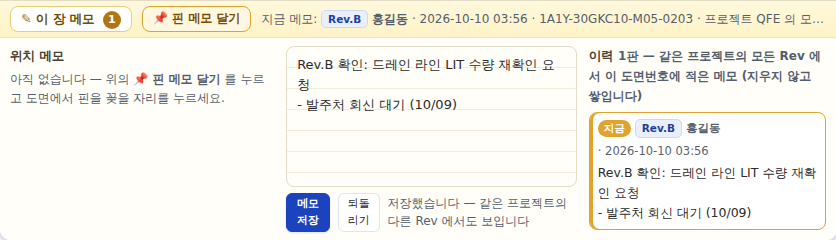 ✎ 이 장 메모 1
📌 핀 메모 달기
지금 메모: Rev.B 홍길동 · 2026-10-10 03:56 · 1A1Y-30GKC10-M05-0203 · 프로젝트 QFE 의 모…
위치 메모
아직 없습니다 — 위의 📌 핀 메모 달기 를 누르
고 도면에서 핀을 꽂을 자리를 누르세요.
Rev.B 확인: 드레인 라인 LIT 수량 재확인 요
청
- 발주처 회신 대기 (10/09)
메모
저장
되돌
리기
저장했습니다 — 같은 프로젝트의
다른 Rev 에서도 보입니다
이력 1판 — 같은 프로젝트의 모든 Rev 에
서 이 도면번호에 적은 메모 (지우지 않고
쌓입니다)
지금 Rev.B 홍길동
· 2026-10-10 03:56
Rev.B 확인: 드레인 라인 LIT 수량 재확
인 요청
- 발주처 회신 대기 (10/09)